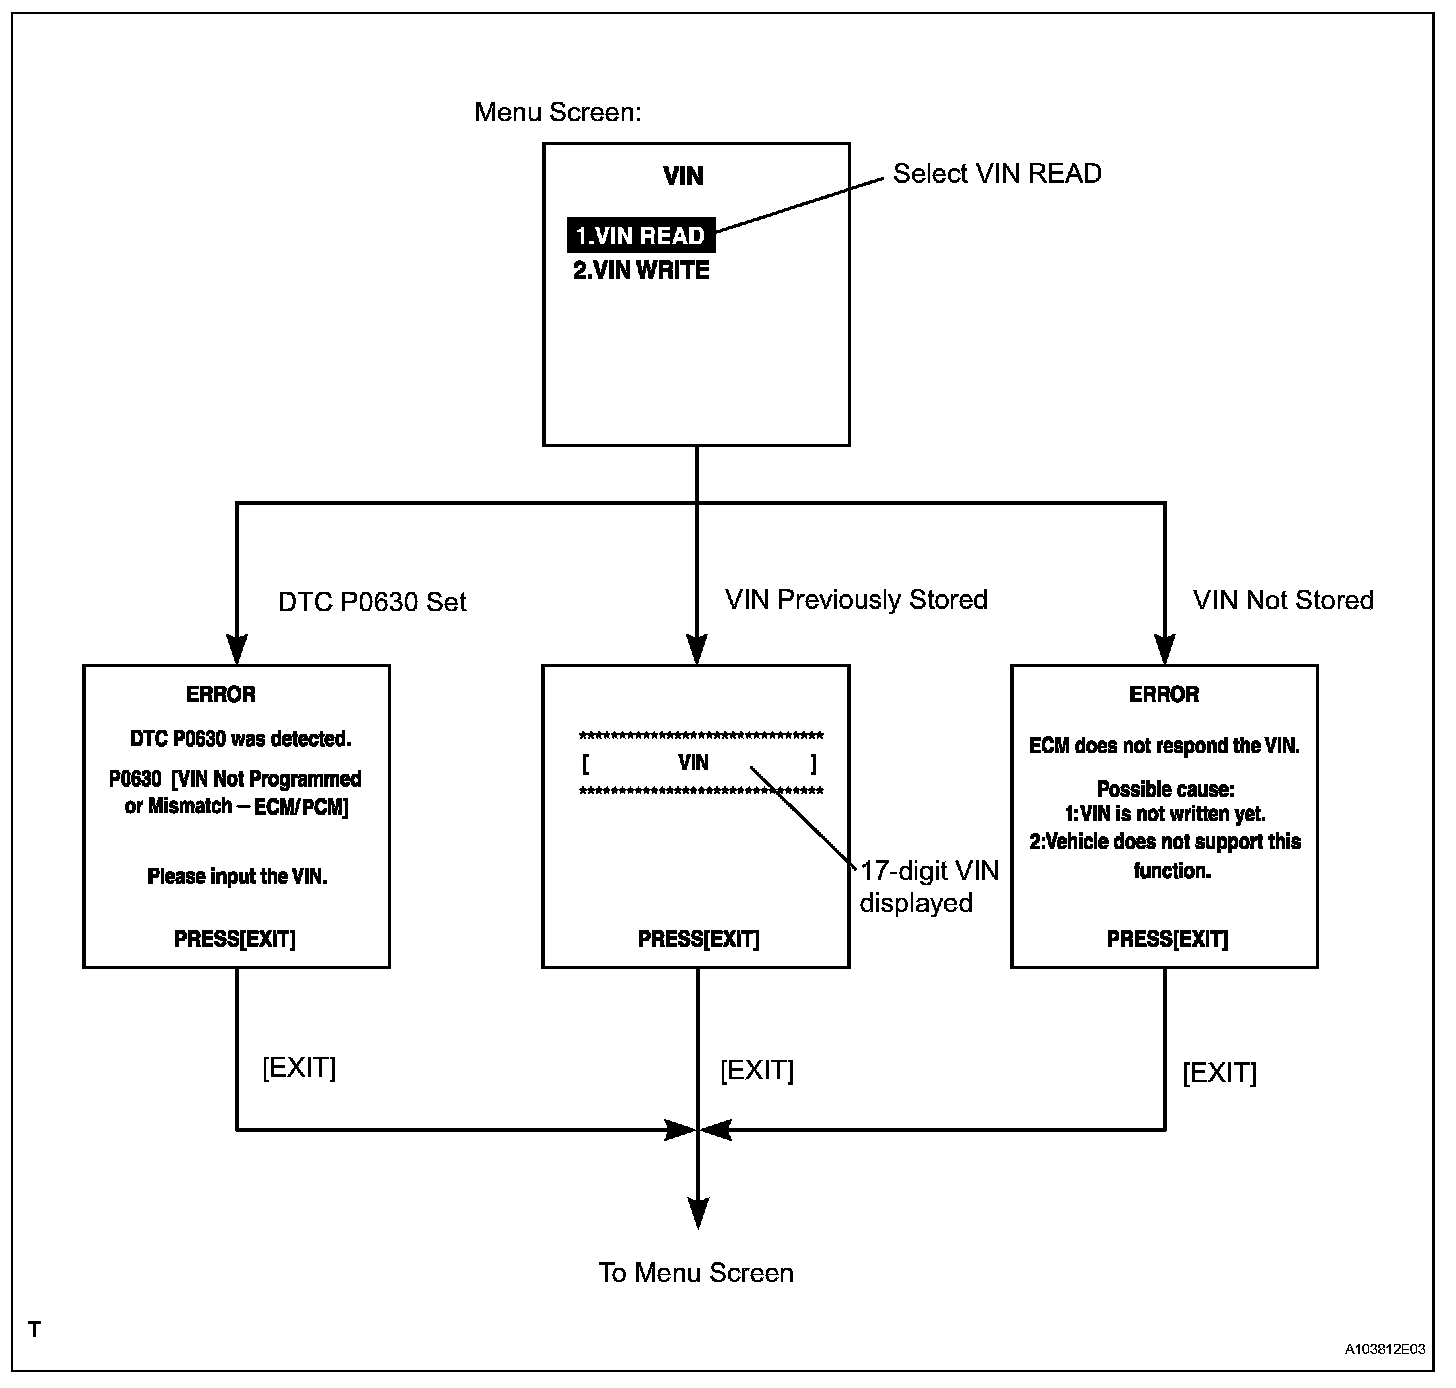 Menu Screen:
VIN
Select VIN READ
1.VIN READ
2.VIN WRITE
DTC P0630 Set
VIN Previously Stored
VIN Not Stored
ERROR
DTC P0630 was detected.
P0630 [VIN Not Programmed
or Mismatch – ECM/PCM]
Please input the VIN.
PRESS[EXIT]
******************************
[ VIN ]
******************************
17-digit VIN
displayed
PRESS[EXIT]
ERROR
ECM does not respond the VIN.
Possible cause:
1:VIN is not written yet.
2:Vehicle does not support this
function.
PRESS[EXIT]
[EXIT]
[EXIT]
[EXIT]
To Menu Screen
T
A103812E03